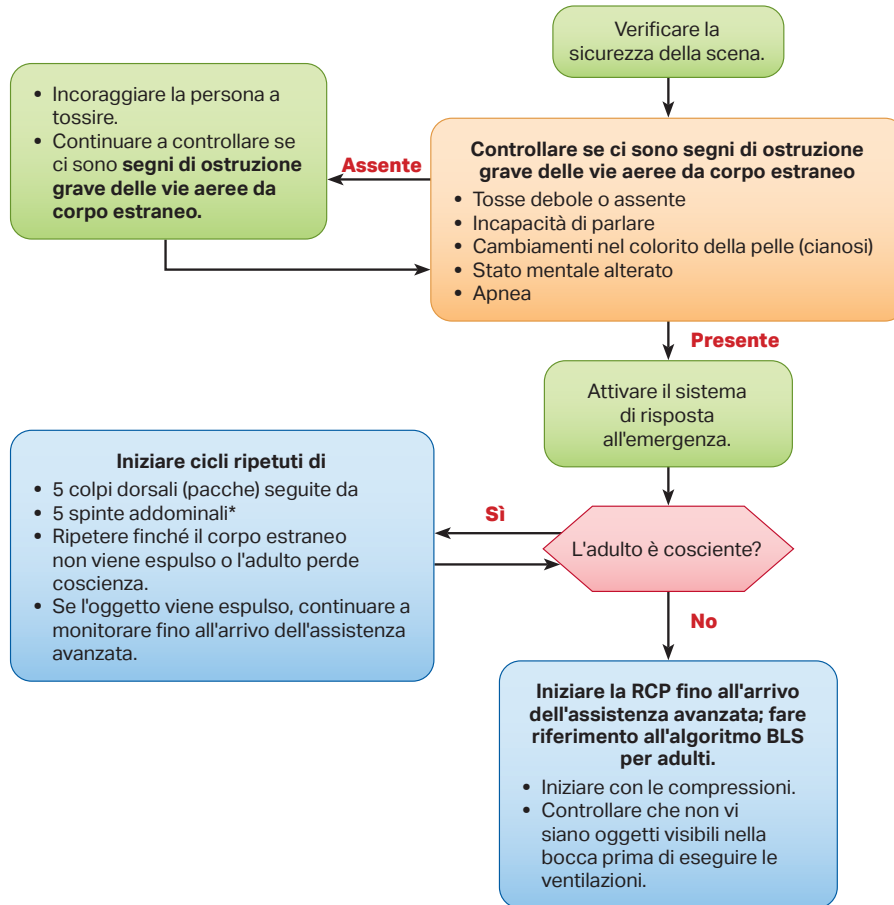 Verificare la
sicurezza della scena.
• Incoraggiare la persona a
tossire.
• Continuare a controllare se
ci sono segni di ostruzione
grave delle vie aeree da
corpo estraneo.
Assente
Controllare se ci sono segni di ostruzione
grave delle vie aeree da corpo estraneo
• Tosse debole o assente
• Incapacità di parlare
• Cambiamenti nel colorito della pelle (cianosi)
• Stato mentale alterato
• Apnea
Presente
Attivare il sistema
di risposta
all'emergenza.
Iniziare cicli ripetuti di
• 5 colpi dorsali (pacche) seguite da
• 5 spinte addominali*
• Ripetere finché il corpo estraneo
non viene espulso o l'adulto perde
coscienza.
• Se l'oggetto viene espulso, continuare a
monitorare fino all'arrivo dell'assistenza
avanzata.
Sì
L'adulto è cosciente?
No
Iniziare la RCP fino all'arrivo
dell'assistenza avanzata; fare
riferimento all'algoritmo BLS
per adulti.
• Iniziare con le compressioni.
• Controllare che non vi
siano oggetti visibili nella
bocca prima di eseguire le
ventilazioni.